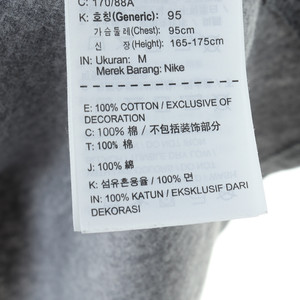 C: 170/88A
K: 호칭(Generic): 95
가슴둘레(Chest): 95cm
신 장(Height): 165-175cm
IN: Ukuran: M
Merek Barang: Nike
E: 100% COTTON / EXCLUSIVE OF
DECORATION
C: 100% 棉 / 不包括装饰部分
T: 100% 棉
J: 100% 綿
K: 섬유혼용율 / 100% 면
IN: 100% KATUN / EKSKLUSIF DARI
DEKORASI